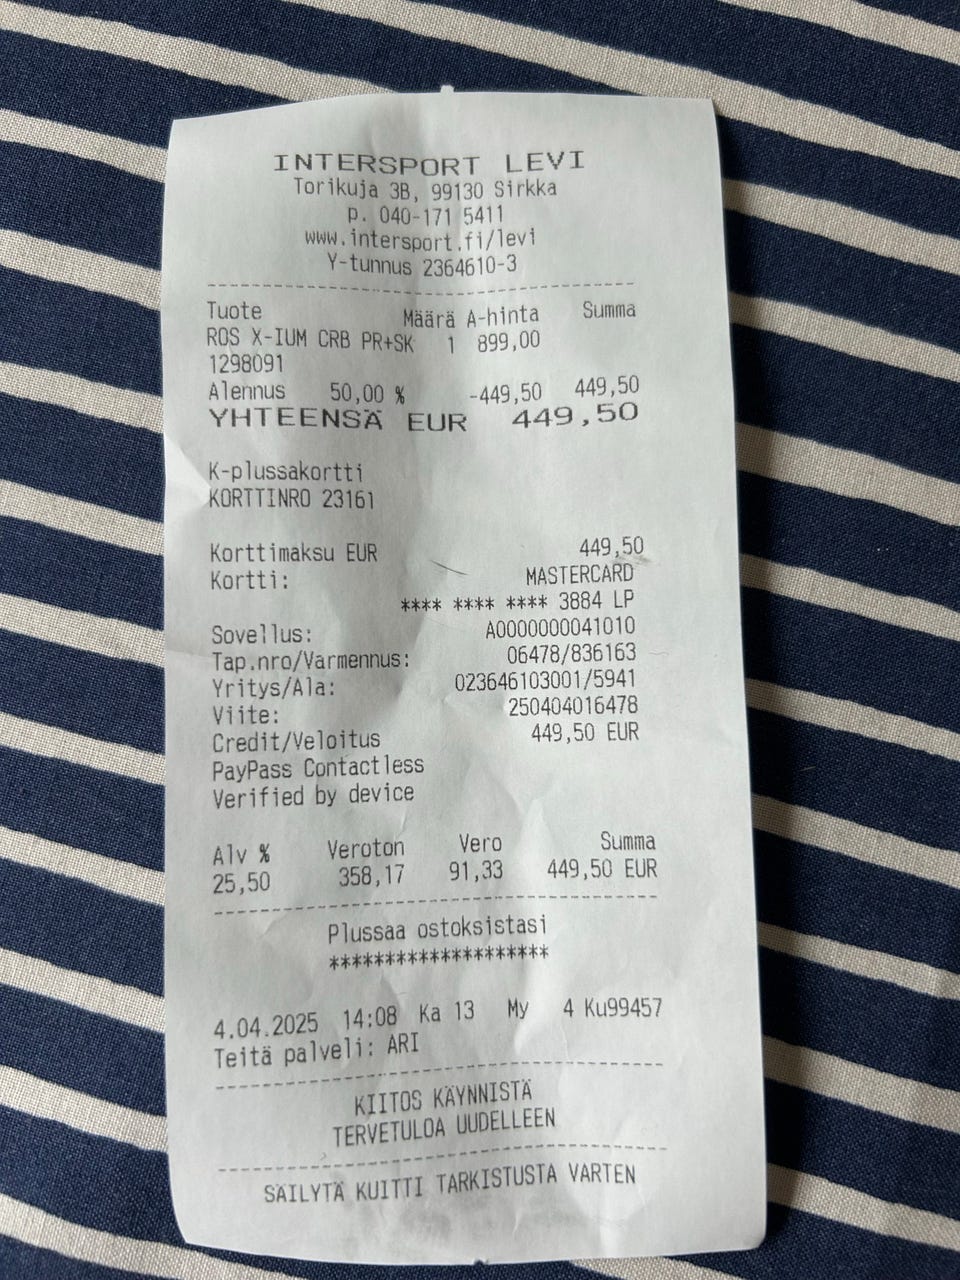 INTERSPORT LEVI
Torikuja 3B, 99130 Sirkka
p. 040-171 5411
www.intersport.fi/levi
Y-tunnus 2364610-3
Tuote Määrä A-hinta Summa
ROS X-IUM CRB PR+SK 1 899,00
1298091
Alennus 50,00 % -449,50 449,50
YHTEENSÄ EUR 449,50
K-plussakortti
KORTTINRO 23161
Korttimaksu EUR 449,50
Kortti: MASTERCARD
**** **** **** 3884 LP
Sovellus: A0000000041010
Tap.nro/Varmennus: 06478/836163
Yritys/Ala: 023646103001/5941
Viite: 250404016478
Credit/Veloitus 449,50 EUR
PayPass Contactless
Verified by device
Alv % Veroton Vero Summa
25,50 358,17 91,33 449,50 EUR
Plussaa ostoksistasi
********************
4.04.2025 14:08 Ka 13 My 4 Ku99457
Teitä palveli: ARI
KIITOS KÄYNNISTÄ
TERVETULOA UUDELLEEN
SÄILYTÄ KUITTI TARKISTUSTA VARTEN